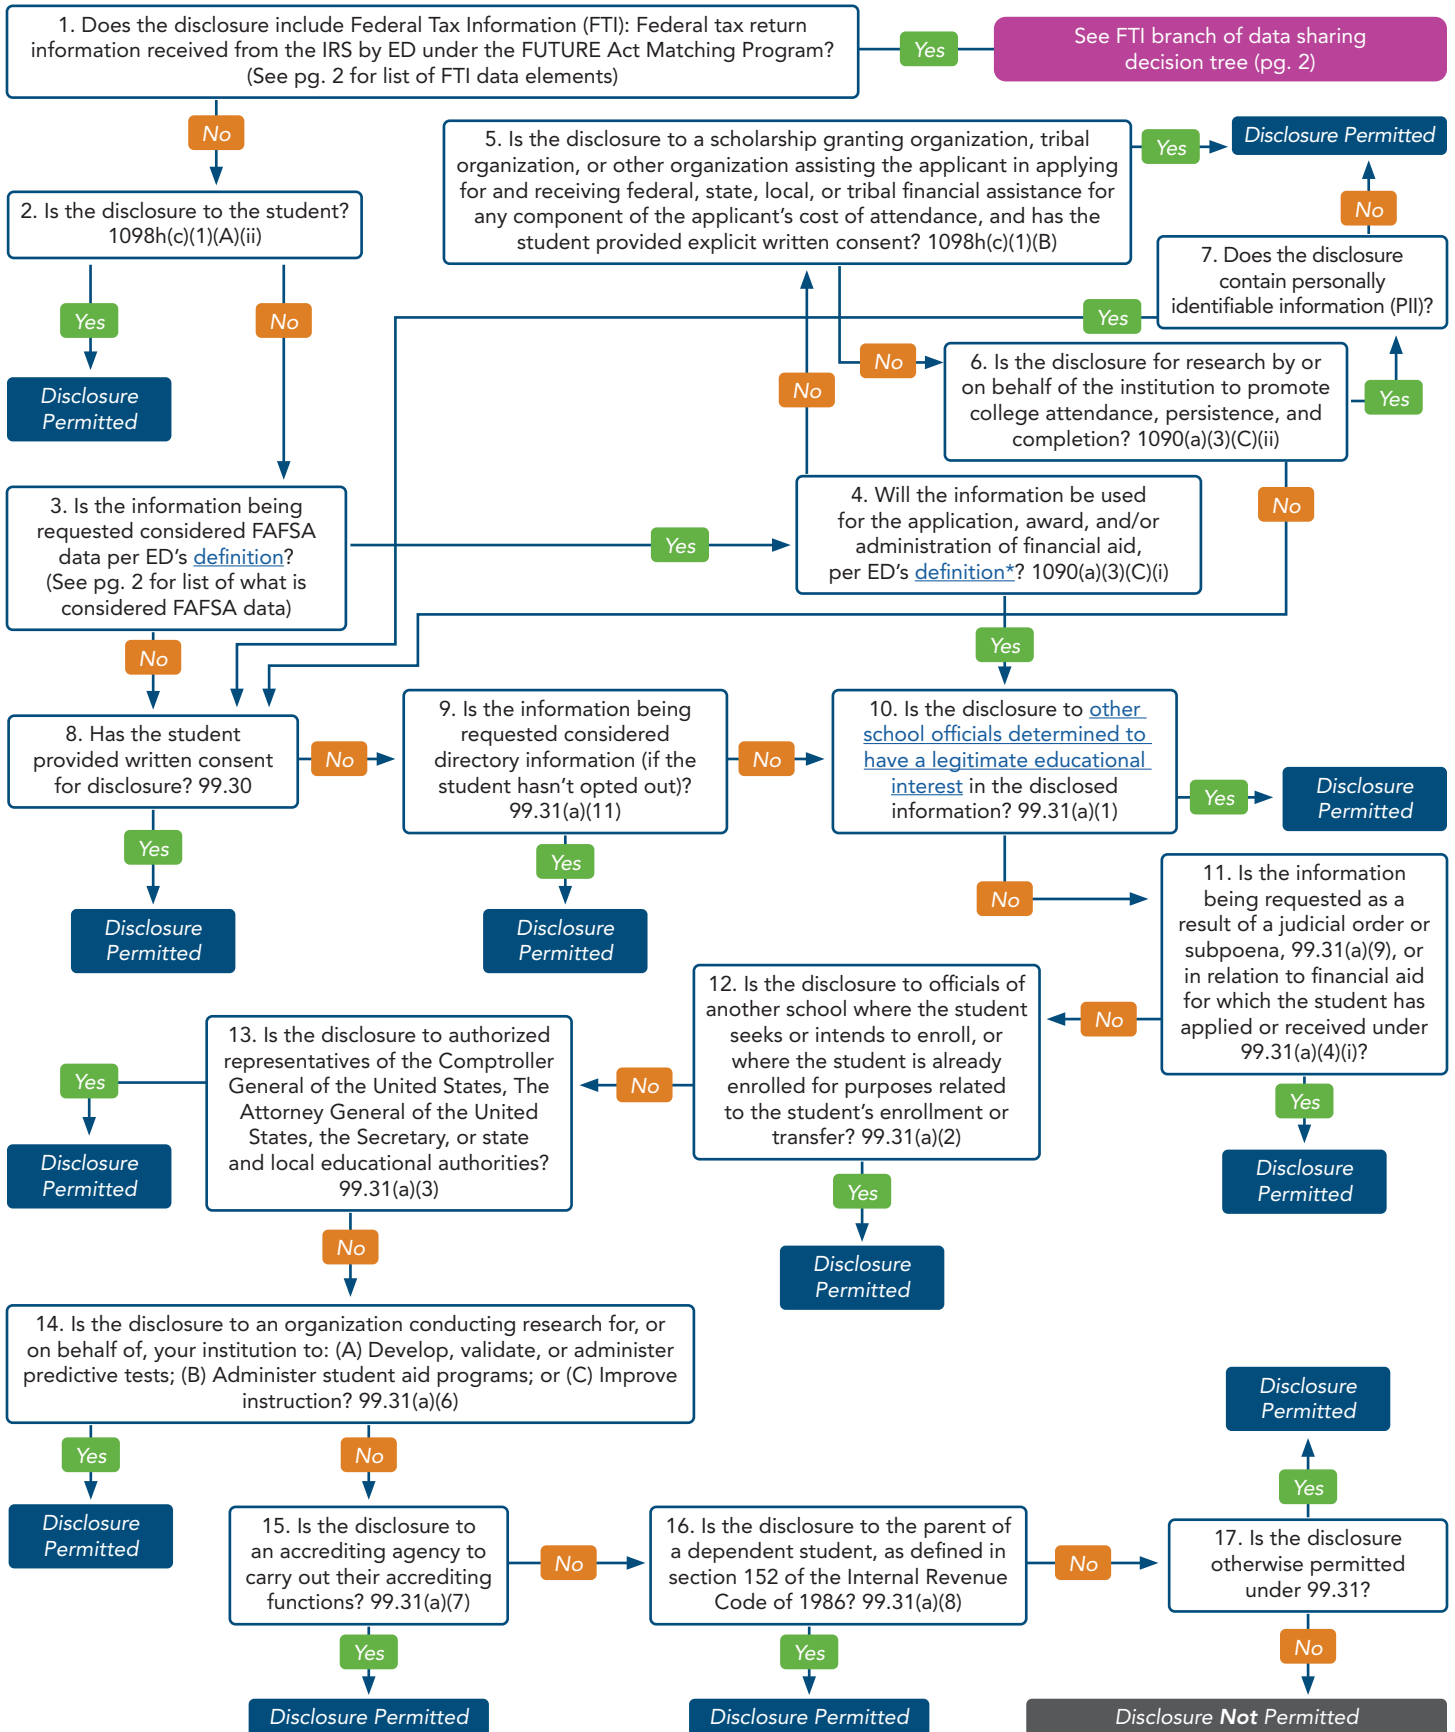 1. Does the disclosure include Federal Tax Information (FTI): Federal tax return
information received from the IRS by ED under the FUTURE Act Matching Program?
(See pg. 2 for list of FTI data elements)
Yes
See FTI branch of data sharing
decision tree (pg. 2)
No
2. Is the disclosure to the student?
1098h(c)(1)(A)(ii)
Yes
No
Disclosure
Permitted
5. Is the disclosure to a scholarship granting organization, tribal
organization, or other organization assisting the applicant in applying
for and receiving federal, state, local, or tribal financial assistance for
any component of the applicant's cost of attendance, and has the
student provided explicit written consent? 1098h(c)(1)(B)
Yes
Disclosure Permitted
No
7. Does the disclosure
contain personally
identifiable information (PII)?
Yes
No
6. Is the disclosure for research by or
on behalf of the institution to promote
college attendance, persistence, and
completion? 1090(a)(3)(C)(ii)
Yes
No
No
3. Is the information being
requested considered FAFSA
data per ED's definition?
(See pg. 2 for list of what is
considered FAFSA data)
Yes
4. Will the information be used
for the application, award, and/or
administration of financial aid,
per ED's definition*? 1090(a)(3)(C)(i)
No
Yes
8. Has the student
provided written consent
for disclosure? 99.30
No
9. Is the information being
requested considered
directory information (if the
student hasn't opted out)?
99.31(a)(11)
No
10. Is the disclosure to other
school officials determined to
have a legitimate educational
interest in the disclosed
information? 99.31(a)(1)
Yes
Disclosure
Permitted
Yes
Disclosure
Permitted
Yes
Disclosure
Permitted
No
11. Is the information
being requested as a
result of a judicial order or
subpoena, 99.31(a)(9), or
in relation to financial aid
for which the student has
applied or received under
99.31(a)(4)(i)?
No
Yes
Disclosure
Permitted
12. Is the disclosure to officials of
another school where the student
seeks or intends to enroll, or
where the student is already
enrolled for purposes related
to the student's enrollment or
transfer? 99.31(a)(2)
No
Yes
Disclosure
Permitted
13. Is the disclosure to authorized
representatives of the Comptroller
General of the United States, The
Attorney General of the United
States, the Secretary, or state
and local educational authorities?
99.31(a)(3)
Yes
Disclosure
Permitted
No
14. Is the disclosure to an organization conducting research for, or
on behalf of, your institution to: (A) Develop, validate, or administer
predictive tests; (B) Administer student aid programs; or (C) Improve
instruction? 99.31(a)(6)
Yes
No
Disclosure
Permitted
15. Is the disclosure to
an accrediting agency to
carry out their accrediting
functions? 99.31(a)(7)
No
16. Is the disclosure to the parent of
a dependent student, as defined in
section 152 of the Internal Revenue
Code of 1986? 99.31(a)(8)
No
Disclosure
Permitted
Yes
17. Is the disclosure
otherwise permitted
under 99.31?
Yes
Yes
No
Disclosure Permitted
Disclosure Permitted
Disclosure Not Permitted